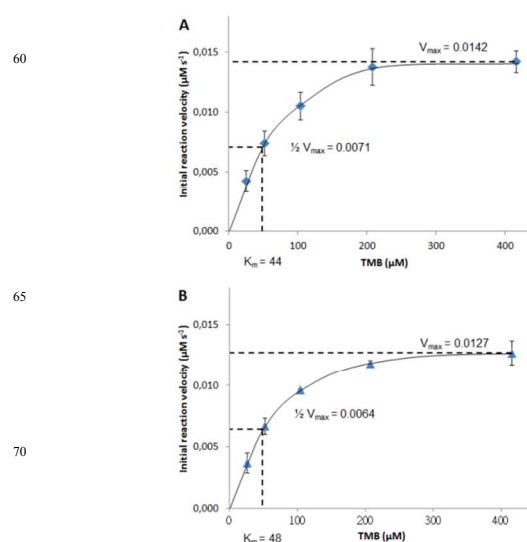 A
60
0,015
0,010
0,005
0,000
Initial reaction velocity (µM s⁻¹)
Vmax = 0.0142
½ Vmax = 0.0071
0 100 200 300 400
Km = 44
TMB (µM)
65
B
0,015
0,010
0,005
0,000
Initial reaction velocity (µM s⁻¹)
Vmax = 0.0127
½ Vmax = 0.0064
70
0 100 200 300 400
Km = 48
TMB (µM)